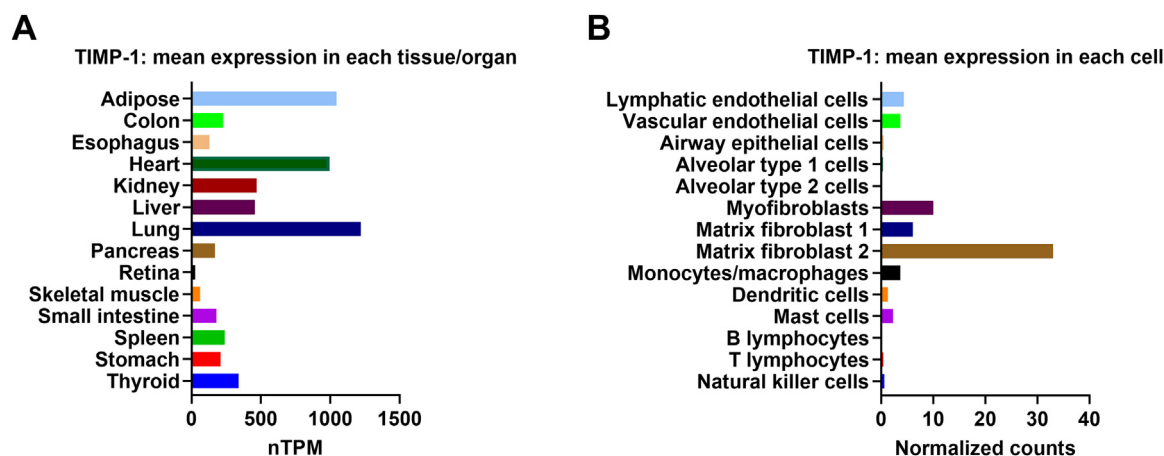 A
TIMP-1: mean expression in each tissue/organ
Adipose
Colon
Esophagus
Heart
Kidney
Liver
Lung
Pancreas
Retina
Skeletal muscle
Small intestine
Spleen
Stomach
Thyroid
0 500 1000 1500
nTPM
B
TIMP-1: mean expression in each cell
Lymphatic endothelial cells
Vascular endothelial cells
Airway epithelial cells
Alveolar type 1 cells
Alveolar type 2 cells
Myofibroblasts
Matrix fibroblast 1
Matrix fibroblast 2
Monocytes/macrophages
Dendritic cells
Mast cells
B lymphocytes
T lymphocytes
Natural killer cells
0 10 20 30 40
Normalized counts